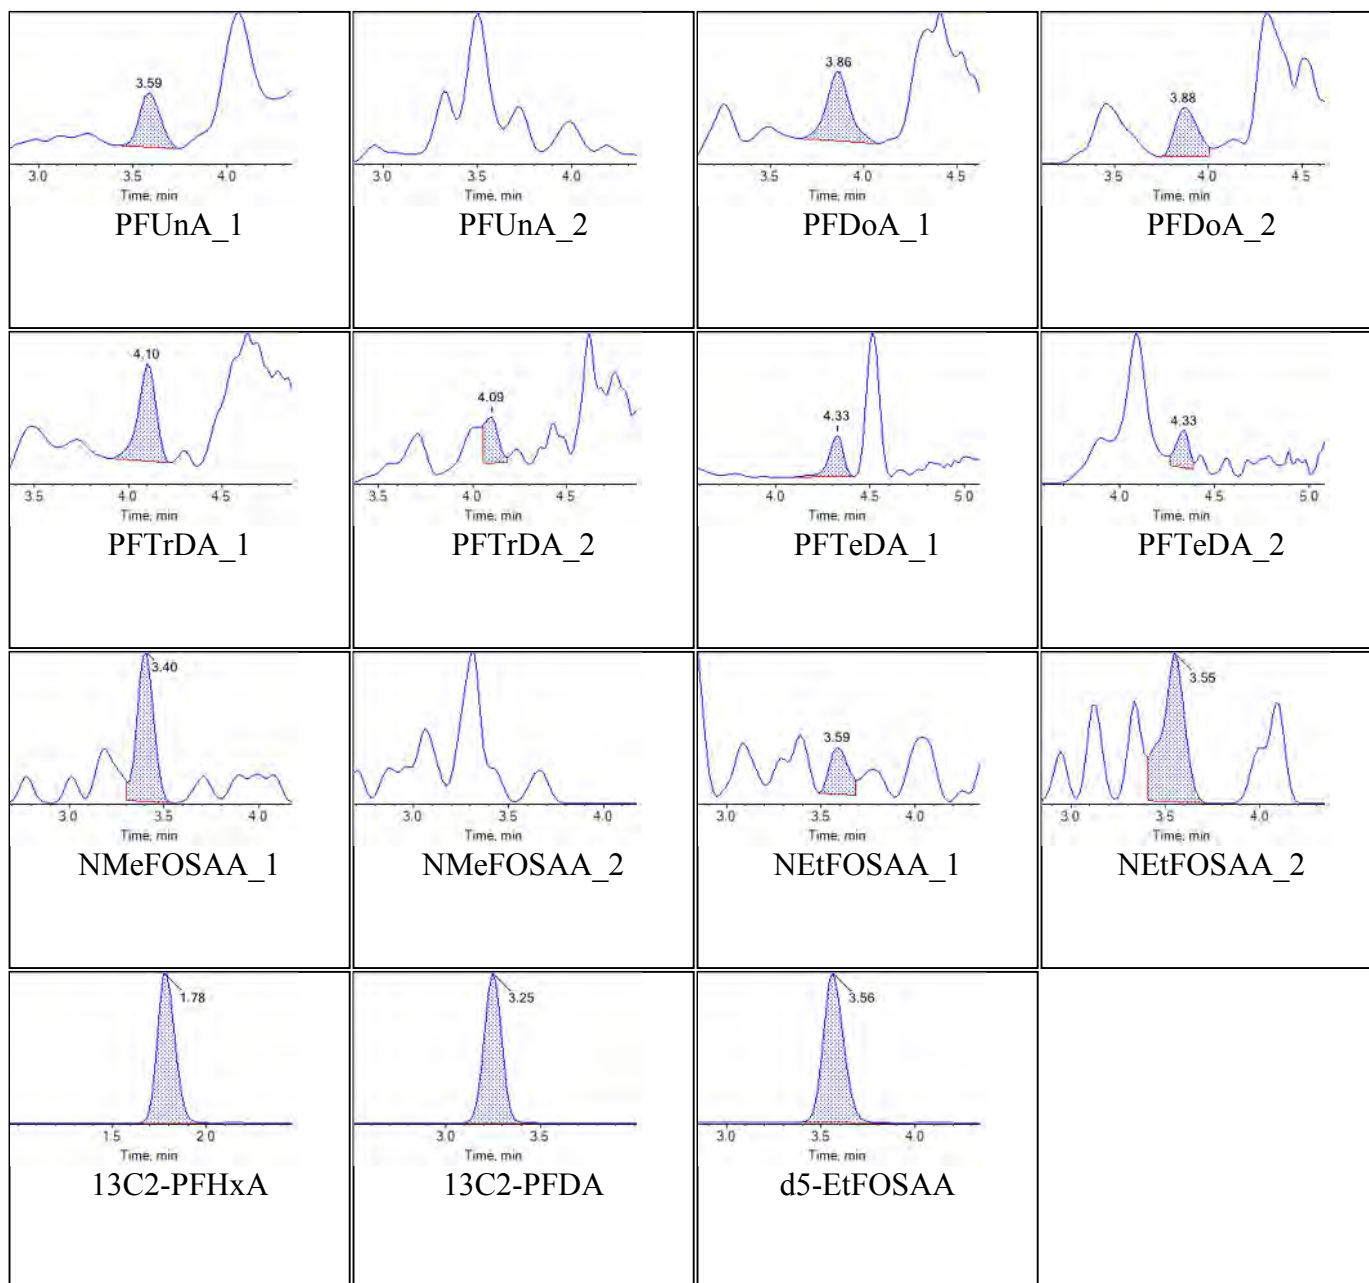 3.59
3.0 3.5 4.0
Time, min
PFUnA_1
3.0 3.5 4.0
Time, min
PFUnA_2
3.86
3.5 4.0 4.5
Time, min
PFDoA_1
3.88
3.5 4.0 4.5
Time, min
PFDoA_2
4.10
3.5 4.0 4.5
Time, min
PFTrDA_1
4.09
3.5 4.0 4.5
Time, min
PFTrDA_2
4.33
4.0 4.5 5.0
Time, min
PFTeDA_1
4.33
4.0 4.5 5.0
Time, min
PFTeDA_2
3.40
3.0 3.5 4.0
Time, min
NMeFOSAA_1
3.0 3.5 4.0
Time, min
NMeFOSAA_2
3.59
3.0 3.5 4.0
Time, min
NEtFOSAA_1
3.55
3.0 3.5 4.0
Time, min
NEtFOSAA_2
1.78
1.5 2.0
Time, min
13C2-PFHxA
3.25
3.0 3.5
Time, min
13C2-PFDA
3.56
3.0 3.5 4.0
Time, min
d5-EtFOSAA